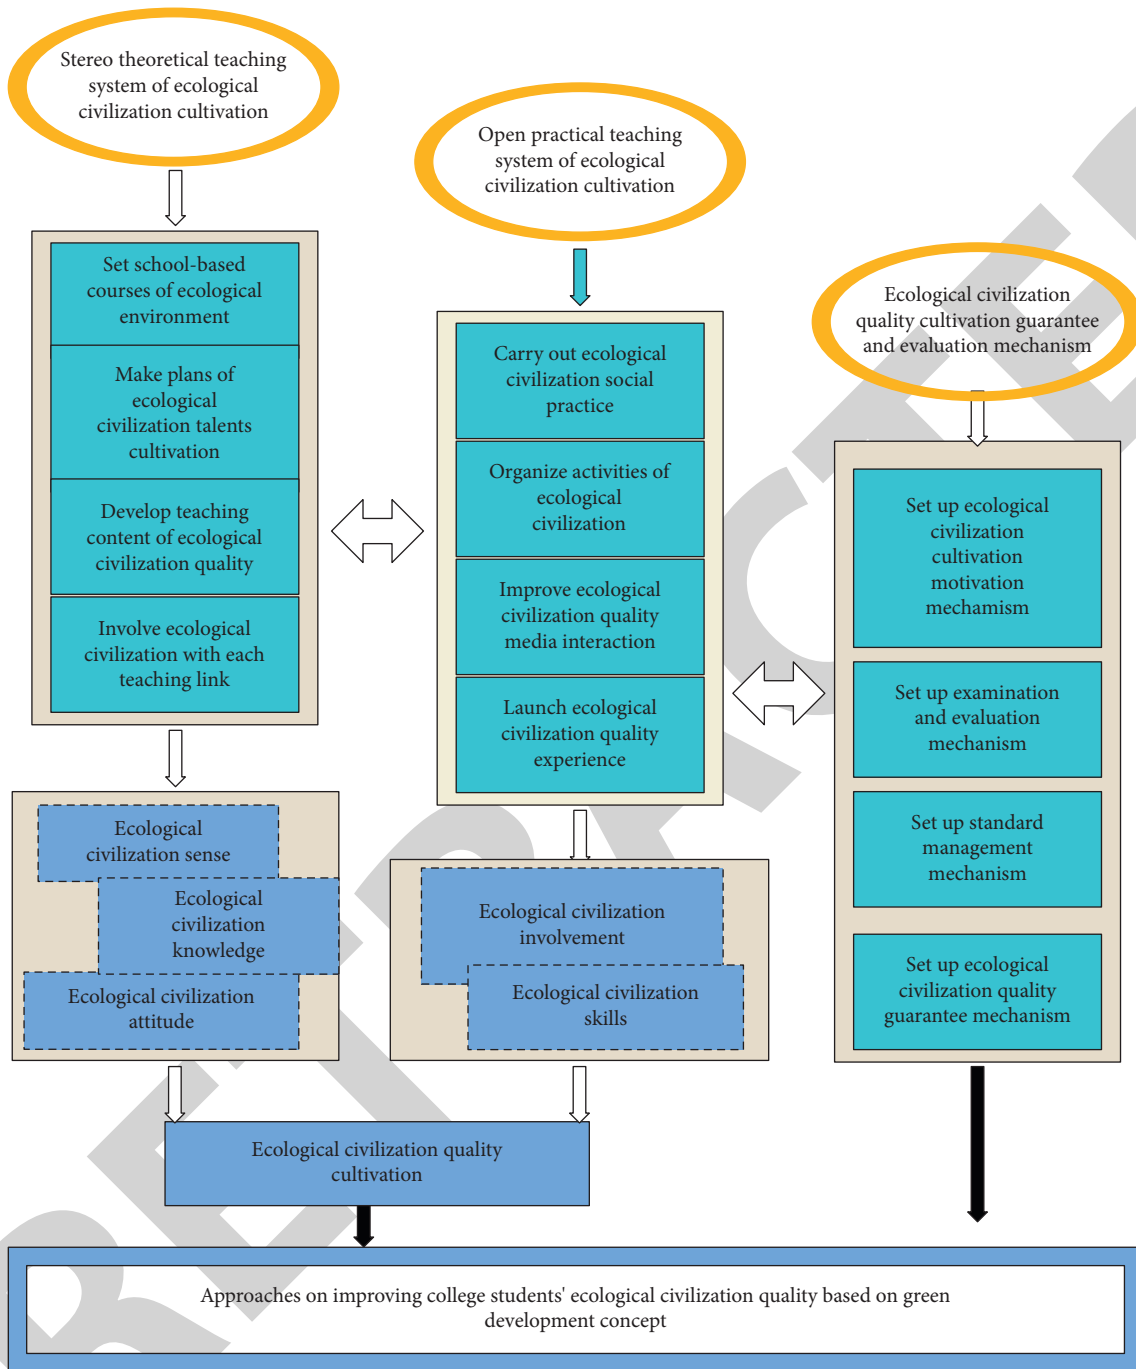 Stereo theoretical teaching
system of ecological
civilization cultivation
Open practical teaching
system of ecological
civilization cultivation
Ecological civilization
quality cultivation guarantee
and evaluation mechanism
Set school-based
courses of ecological
environment
Make plans of
ecological
civilization talents
cultivation
Develop teaching
content of ecological
civilization quality
Involve ecological
civilization with each
teaching link
Carry out ecological
civilization social
practice
Organize activities of
ecological
civilization
Improve ecological
civilization quality
media interaction
Launch ecological
civilization quality
experience
Set up ecological
civilization
cultivation
motivation
mechamism
Set up examination
and evaluation
mechanism
Set up standard
management
mechanism
Set up ecological
civilization quality
guarantee mechanism
Ecological
civilization sense
Ecological
civilization
knowledge
Ecological civilization
attitude
Ecological civilization
involvement
Ecological civilization
skills
Ecological civilization quality
cultivation
Approaches on improving college students' ecological civilization quality based on green
development concept
RETRACTED